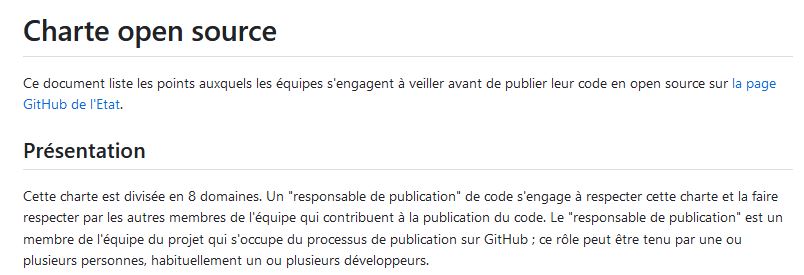 Charte open source
Ce document liste les points auxquels les équipes s'engagent à veiller avant de publier leur code en open source sur la page
GitHub de l'Etat.
Présentation
Cette charte est divisée en 8 domaines. Un "responsable de publication" de code s'engage à respecter cette charte et la faire
respecter par les autres membres de l'équipe qui contribuent à la publication du code. Le "responsable de publication" est un
membre de l'équipe du projet qui s'occupe du processus de publication sur GitHub ; ce rôle peut être tenu par une ou
plusieurs personnes, habituellement un ou plusieurs développeurs.